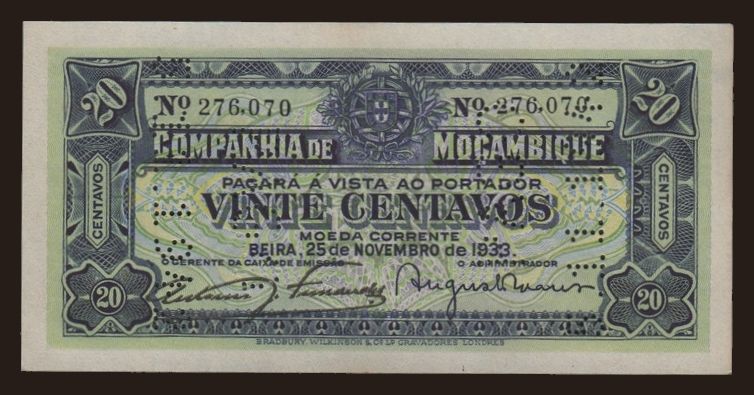 20 20
Nº 276,070 Nº 276,070
COMPANHIA DE MOÇAMBIQUE
PAGARÁ Á VISTA AO PORTADOR
VINTE CENTAVOS
MOEDA CORRENTE
BEIRA, 25 de NOVEMBRO de 1933.
O GERENTE DA CAIXA DE EMISSÃO O ADMINISTRADOR
CENTAVOS CENTAVOS
20 20
BRADBURY, WILKINSON & Cº Lᴅ GRAVADORES LONDRES